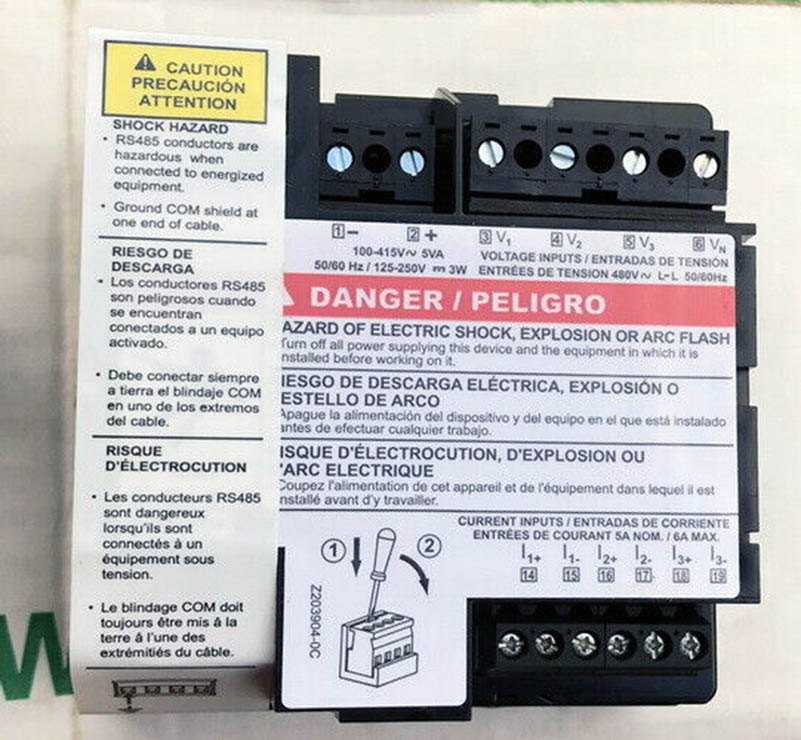 CAUTION
PRECAUCIÓN
ATTENTION
SHOCK HAZARD
• RS485 conductors are
hazardous when
connected to energized
equipment.
• Ground COM shield at
one end of cable.
RIESGO DE
DESCARGA
• Los conductores RS485
son peligrosos cuando
se encuentran
conectados a un equipo
activado.
• Debe conectar siempre
a tierra el blindaje COM
en uno de los extremos
del cable.
RISQUE
D'ÉLECTROCUTION
• Les conducteurs RS485
sont dangereux
lorsqu'ils sont
connectés à un
équipement sous
tension.
• Le blindage COM doit
toujours être mis â la
terre â l'une des
extrémitiés du câble.
1 − 2 + 3 V1 4 V2 5 V3 6 VN
100-415V~ 5VA
50/60 Hz / 125-250V ⎓ 3W
VOLTAGE INPUTS / ENTRADAS DE TENSIÓN
ENTRÉES DE TENSION 480V~ L-L 50/60Hz
DANGER / PELIGRO
AZARD OF ELECTRIC SHOCK, EXPLOSION OR ARC FLASH
Turn off all power supplying this device and the equipment in which it is
nstalled before working on it.
IESGO DE DESCARGA ELÉCTRICA, EXPLOSIÓN O
ESTELLO DE ARCO
Apague la alimentación del dispositivo y del equipo en el que está instalado
antes de efectuar cualquier trabajo.
ISQUE D'ÉLECTROCUTION, D'EXPLOSION OU
'ARC ELECTRIQUE
Coupez l'alimentation de cet appareil et de l'équipement dans lequel il est
nstallé avant d'y travailler.
CURRENT INPUTS / ENTRADAS DE CORRIENTE
ENTRÉES DE COURANT 5A NOM. / 6A MAX.
I1+ I1- I2+ I2- I3+ I3-
14 15 16 17 18 19
1 2
Z203904-0C
W